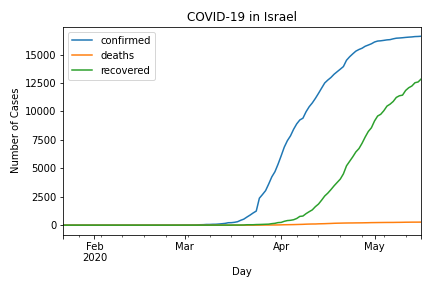 COVID-19 in Israel
confirmed
deaths
recovered
Number of Cases
15000
12500
10000
7500
5000
2500
0
Feb
2020
Mar
Apr
May
Day